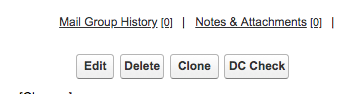 Mail Group History [0] | Notes & Attachments [0] |
Edit Delete Clone DC Check